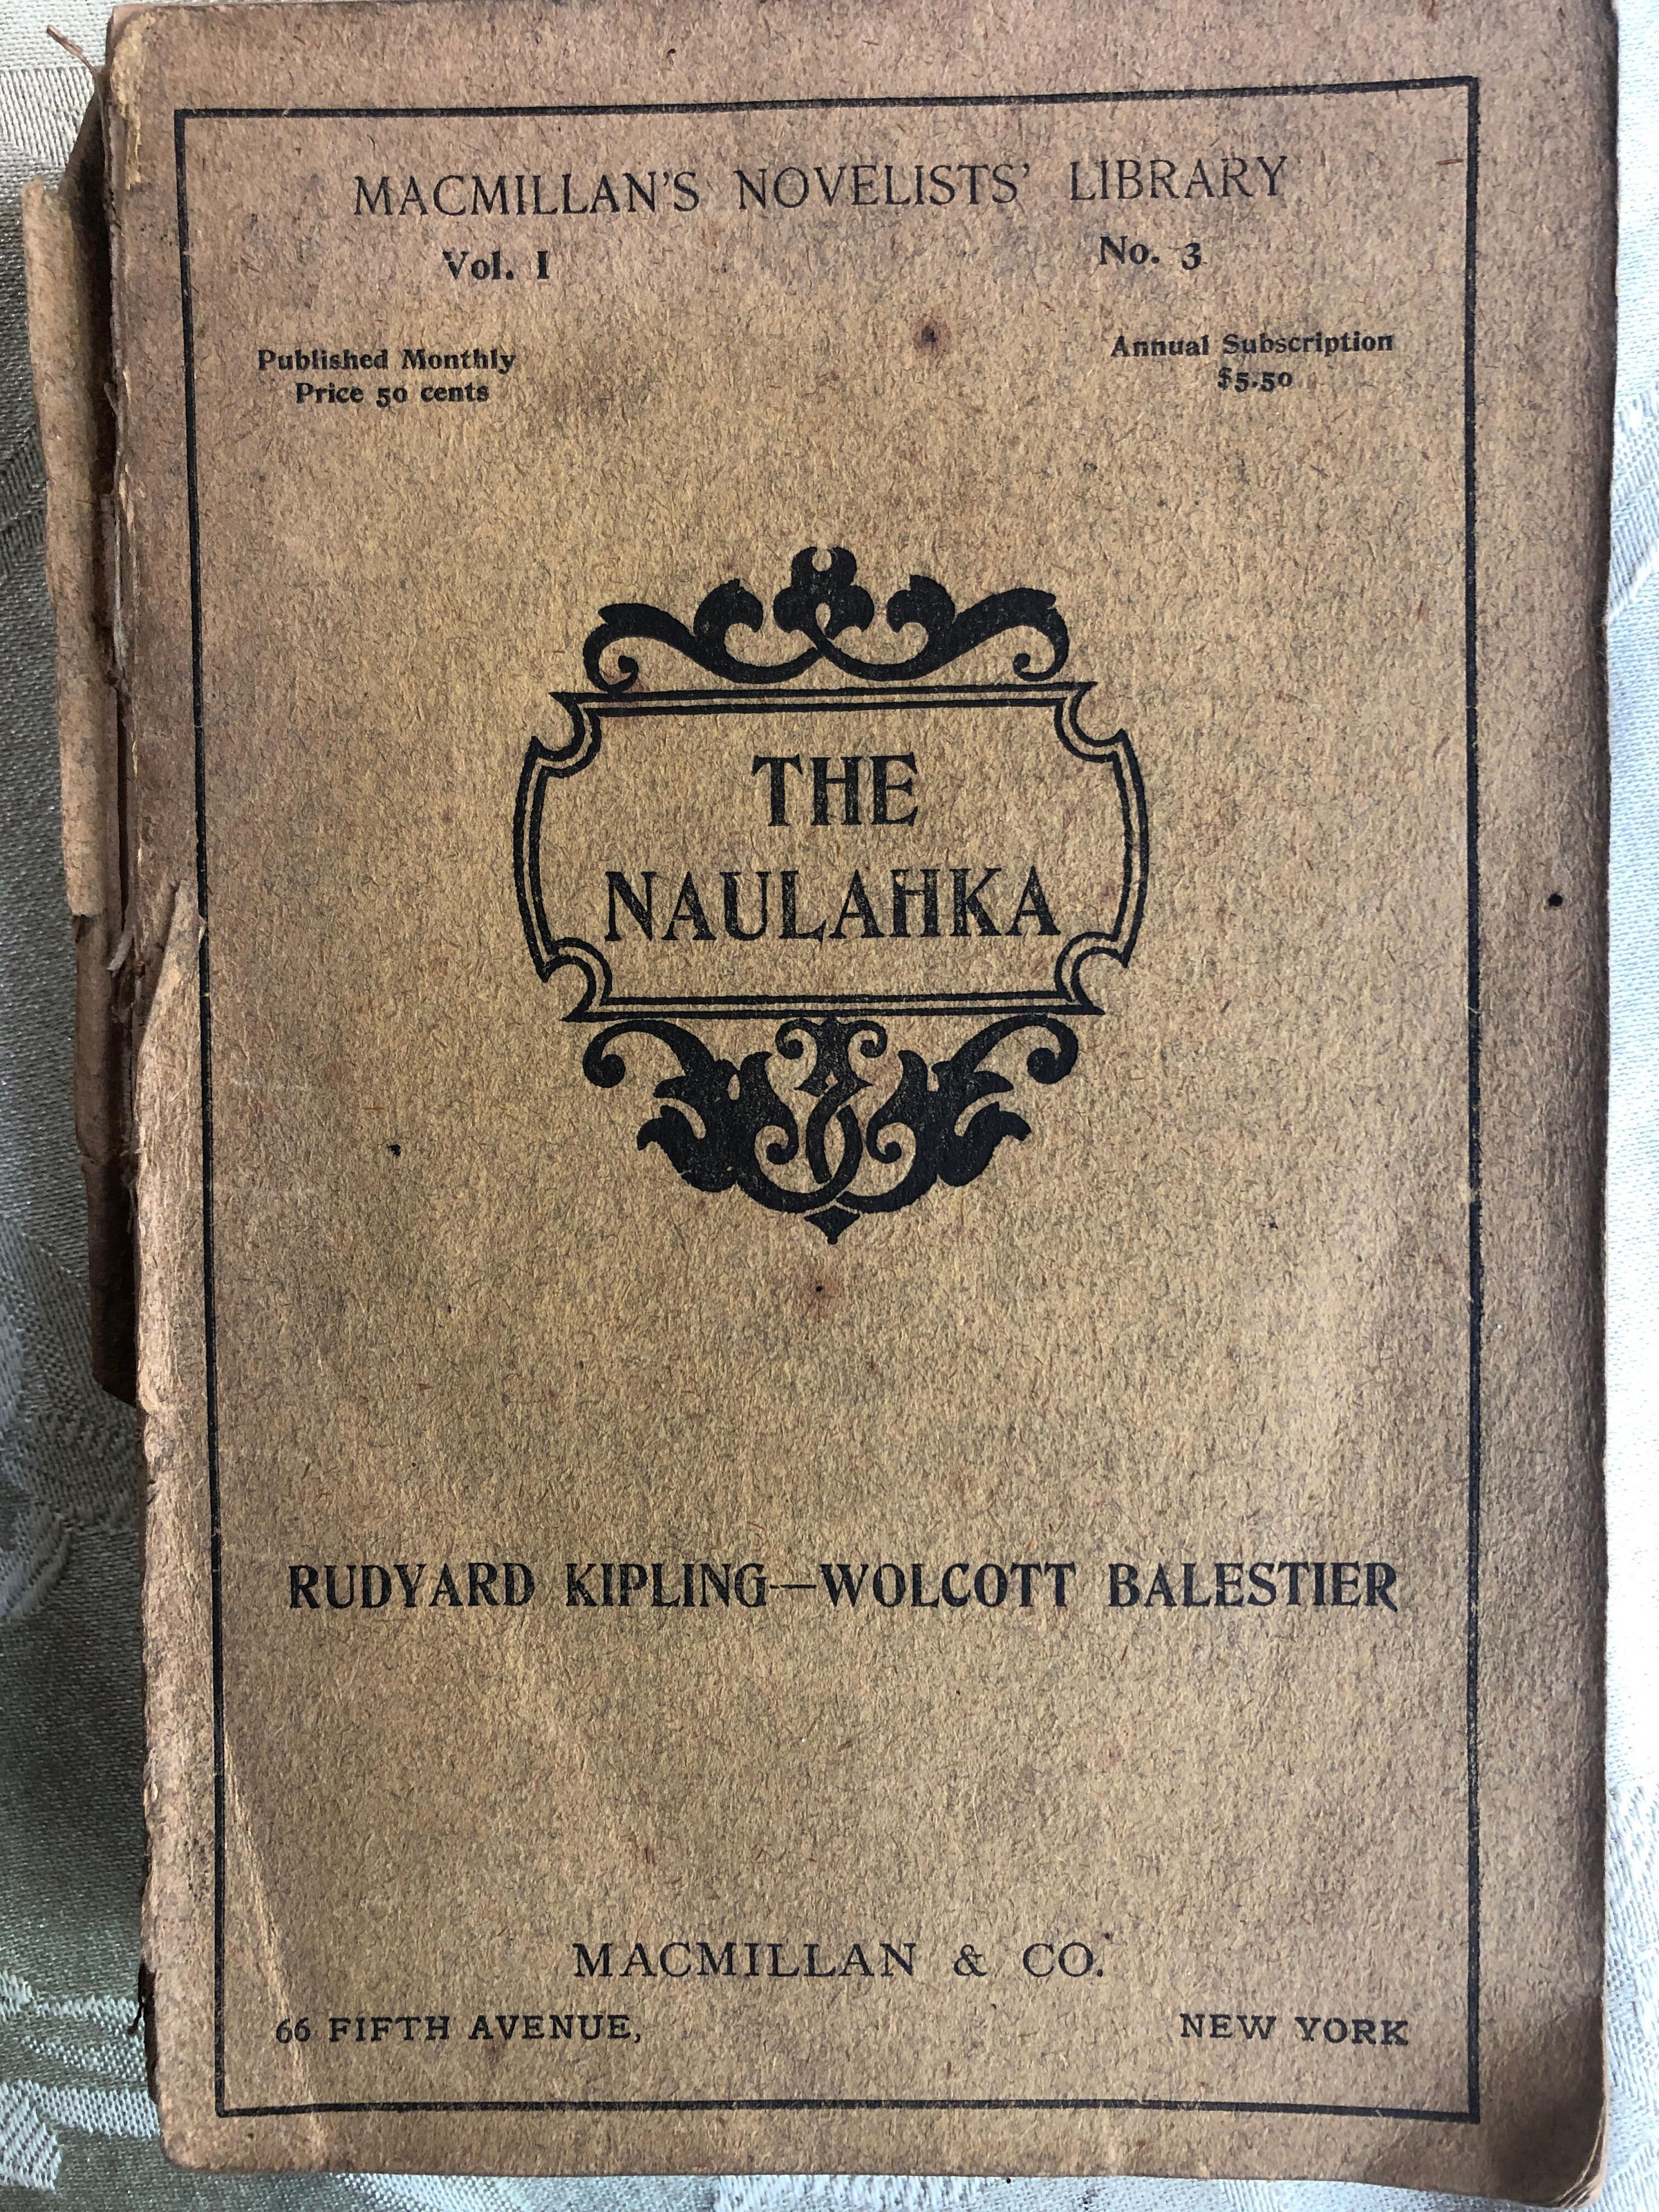 MACMILLAN'S NOVELISTS' LIBRARY
Vol. I No. 3
Published Monthly
Price 50 cents
Annual Subscription
$5.50
THE
NAULAHKA
RUDYARD KIPLING—WOLCOTT BALESTIER
MACMILLAN & CO.
66 FIFTH AVENUE, NEW YORK